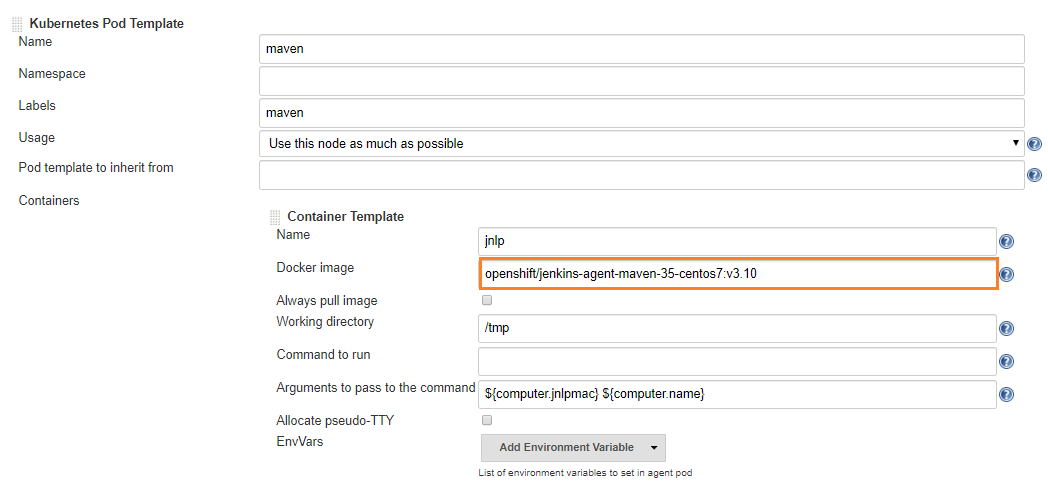 Kubernetes Pod Template
Name
maven
Namespace
Labels
maven
Usage
Use this node as much as possible
Pod template to inherit from
Containers
Container Template
Name
jnlp
Docker image
openshift/jenkins-agent-maven-35-centos7:v3.10
Always pull image
Working directory
/tmp
Command to run
Arguments to pass to the command
${computer.jnlpmac} ${computer.name}
Allocate pseudo-TTY
EnvVars
Add Environment Variable
List of environment variables to set in agent pod